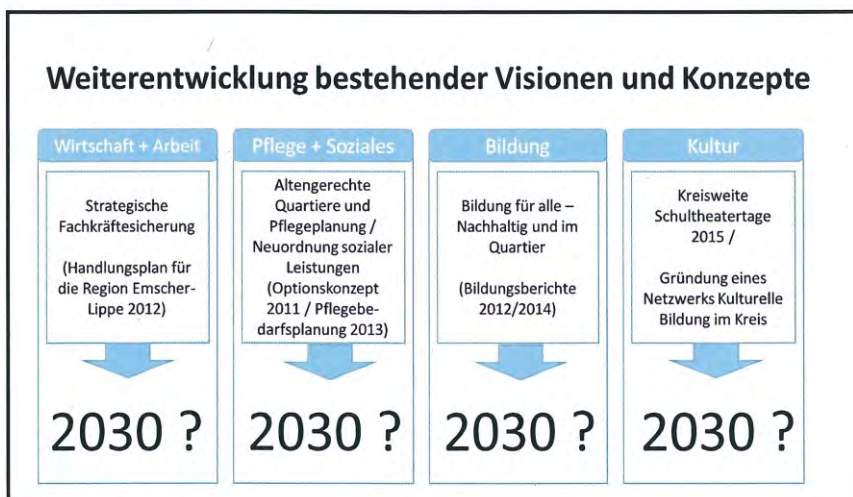 Weiterentwicklung bestehender Visionen und Konzepte
Wirtschaft + Arbeit
Strategische
Fachkräftesicherung
(Handlungsplan für
die Region Emscher-
Lippe 2012)
2030 ?
Pflege + Soziales
Altengerechte
Quartiere und
Pflegeplanung /
Neuordnung sozialer
Leistungen
(Optionskonzept
2011 / Pflegebe-
darfsplanung 2013)
2030 ?
Bildung
Bildung für alle –
Nachhaltig und im
Quartier
(Bildungsberichte
2012/2014)
2030 ?
Kultur
Kreisweite
Schultheatertage
2015 /
Gründung eines
Netzwerks Kulturelle
Bildung im Kreis
2030 ?